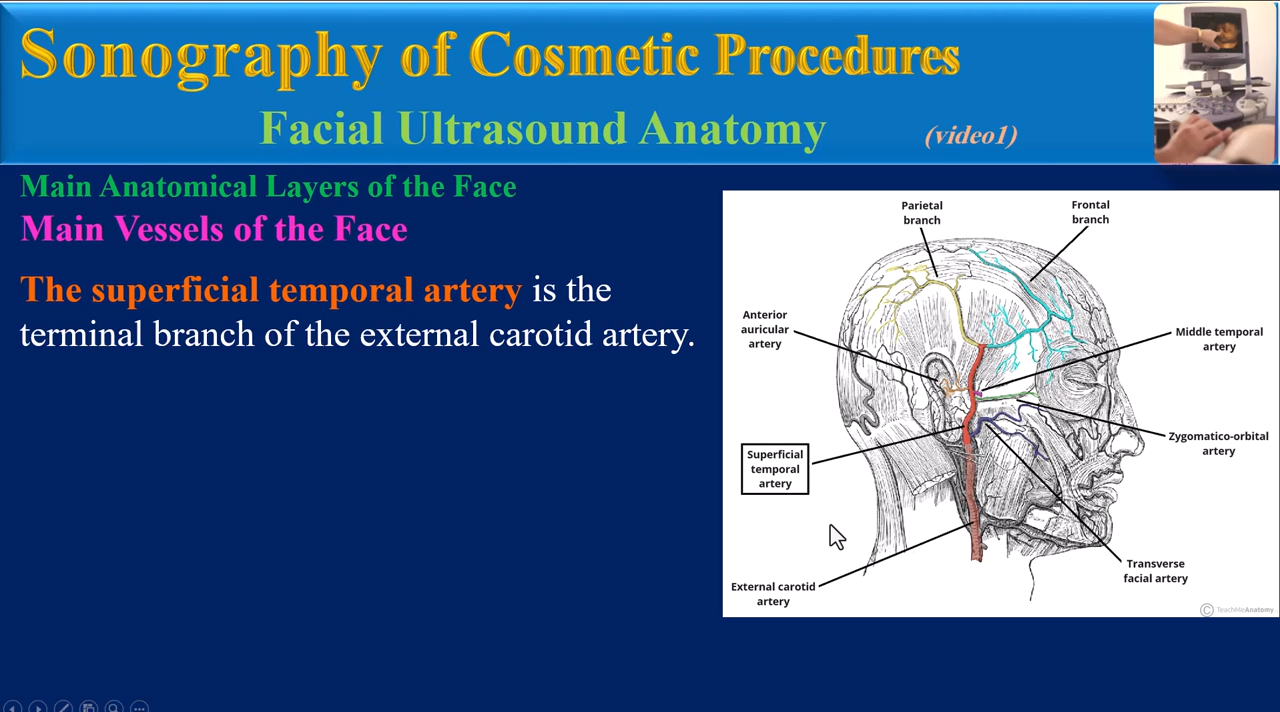 Sonography of Cosmetic Procedures
Facial Ultrasound Anatomy (video1)
Main Anatomical Layers of the Face
Main Vessels of the Face
The superficial temporal artery is the
terminal branch of the external carotid artery.
Parietal
branch
Frontal
branch
Anterior
auricular
artery
Middle temporal
artery
Superficial
temporal
artery
Zygomatico-orbital
artery
External carotid
artery
Transverse
facial artery
© TeachMeAnatomy